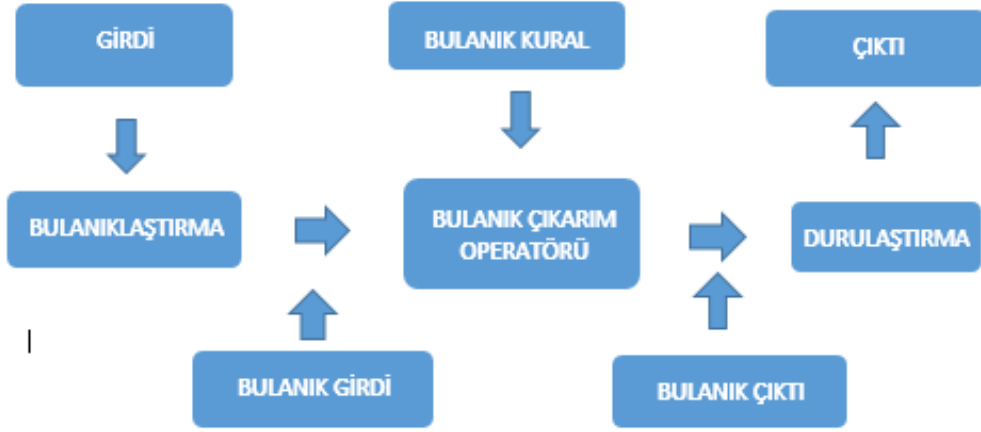 GİRDİ
BULANIK KURAL
ÇIKTI
BULANIKLAŞTIRMA
BULANIK ÇIKARIM
OPERATÖRÜ
DURULAŞTIRMA
BULANIK GİRDİ
BULANIK ÇIKTI